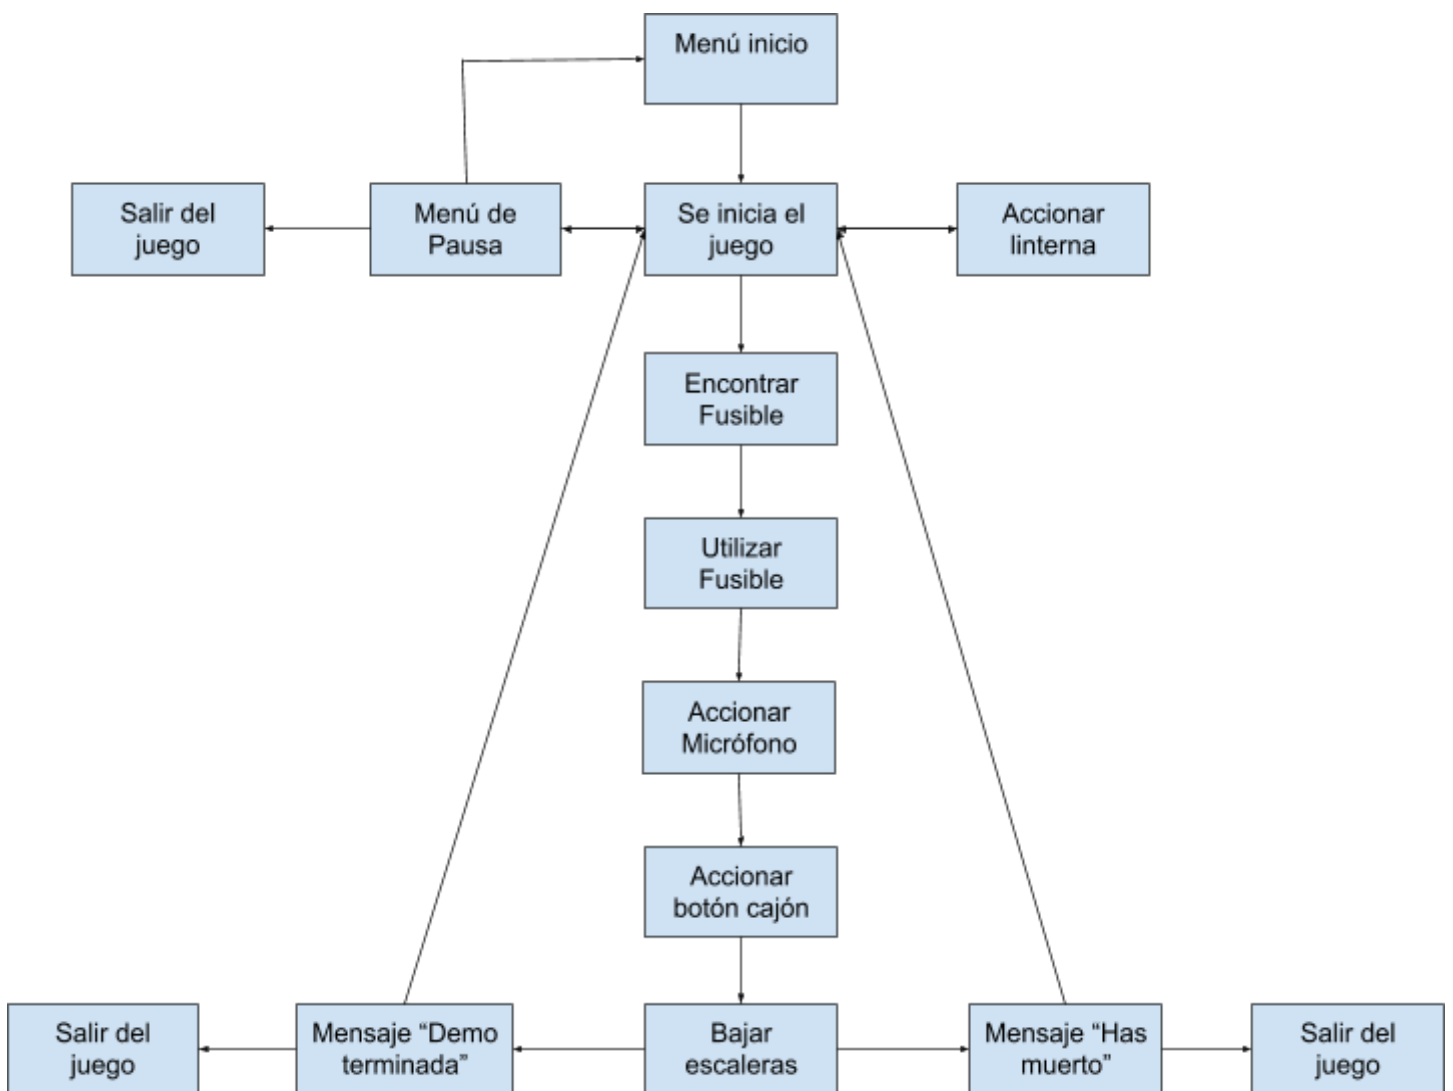 Menú inicio
Salir del
juego
Menú de
Pausa
Se inicia el
juego
Accionar
linterna
Encontrar
Fusible
Utilizar
Fusible
Accionar
Micrófono
Accionar
botón cajón
Salir del
juego
Mensaje “Demo
terminada”
Bajar
escaleras
Mensaje “Has
muerto”
Salir del
juego